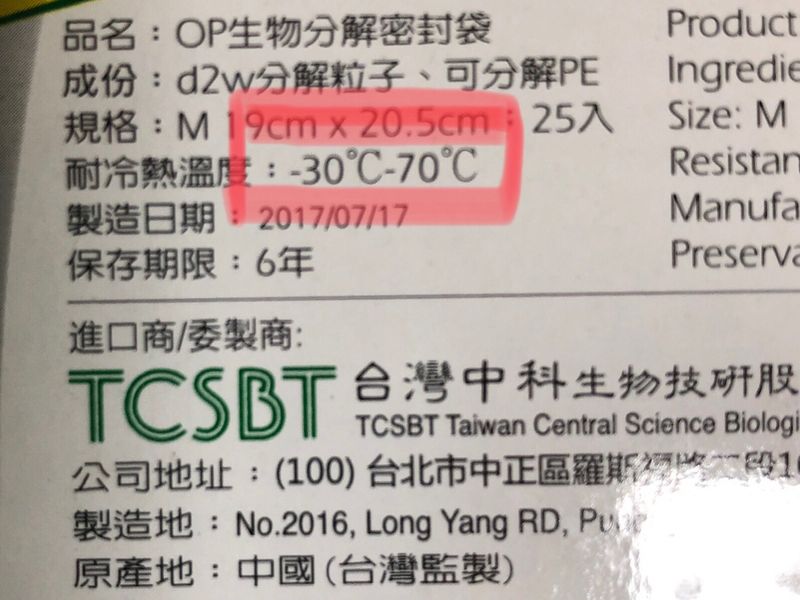 品名：OP生物分解密封袋
成份：d2w分解粒子、可分解PE
規格：M 19cm x 20.5cm：25入
耐冷熱溫度：-30℃-70℃
製造日期：2017/07/17
保存期限：6年
Product
Size: M
進口商/委製商:
TCSBT 台灣中科生物技研股
TCSBT Taiwan Central Science
公司地址：(100) 台北市中正區羅斯
製造地：No.2016, Long Yang RD,
原產地：中國(台灣監製)